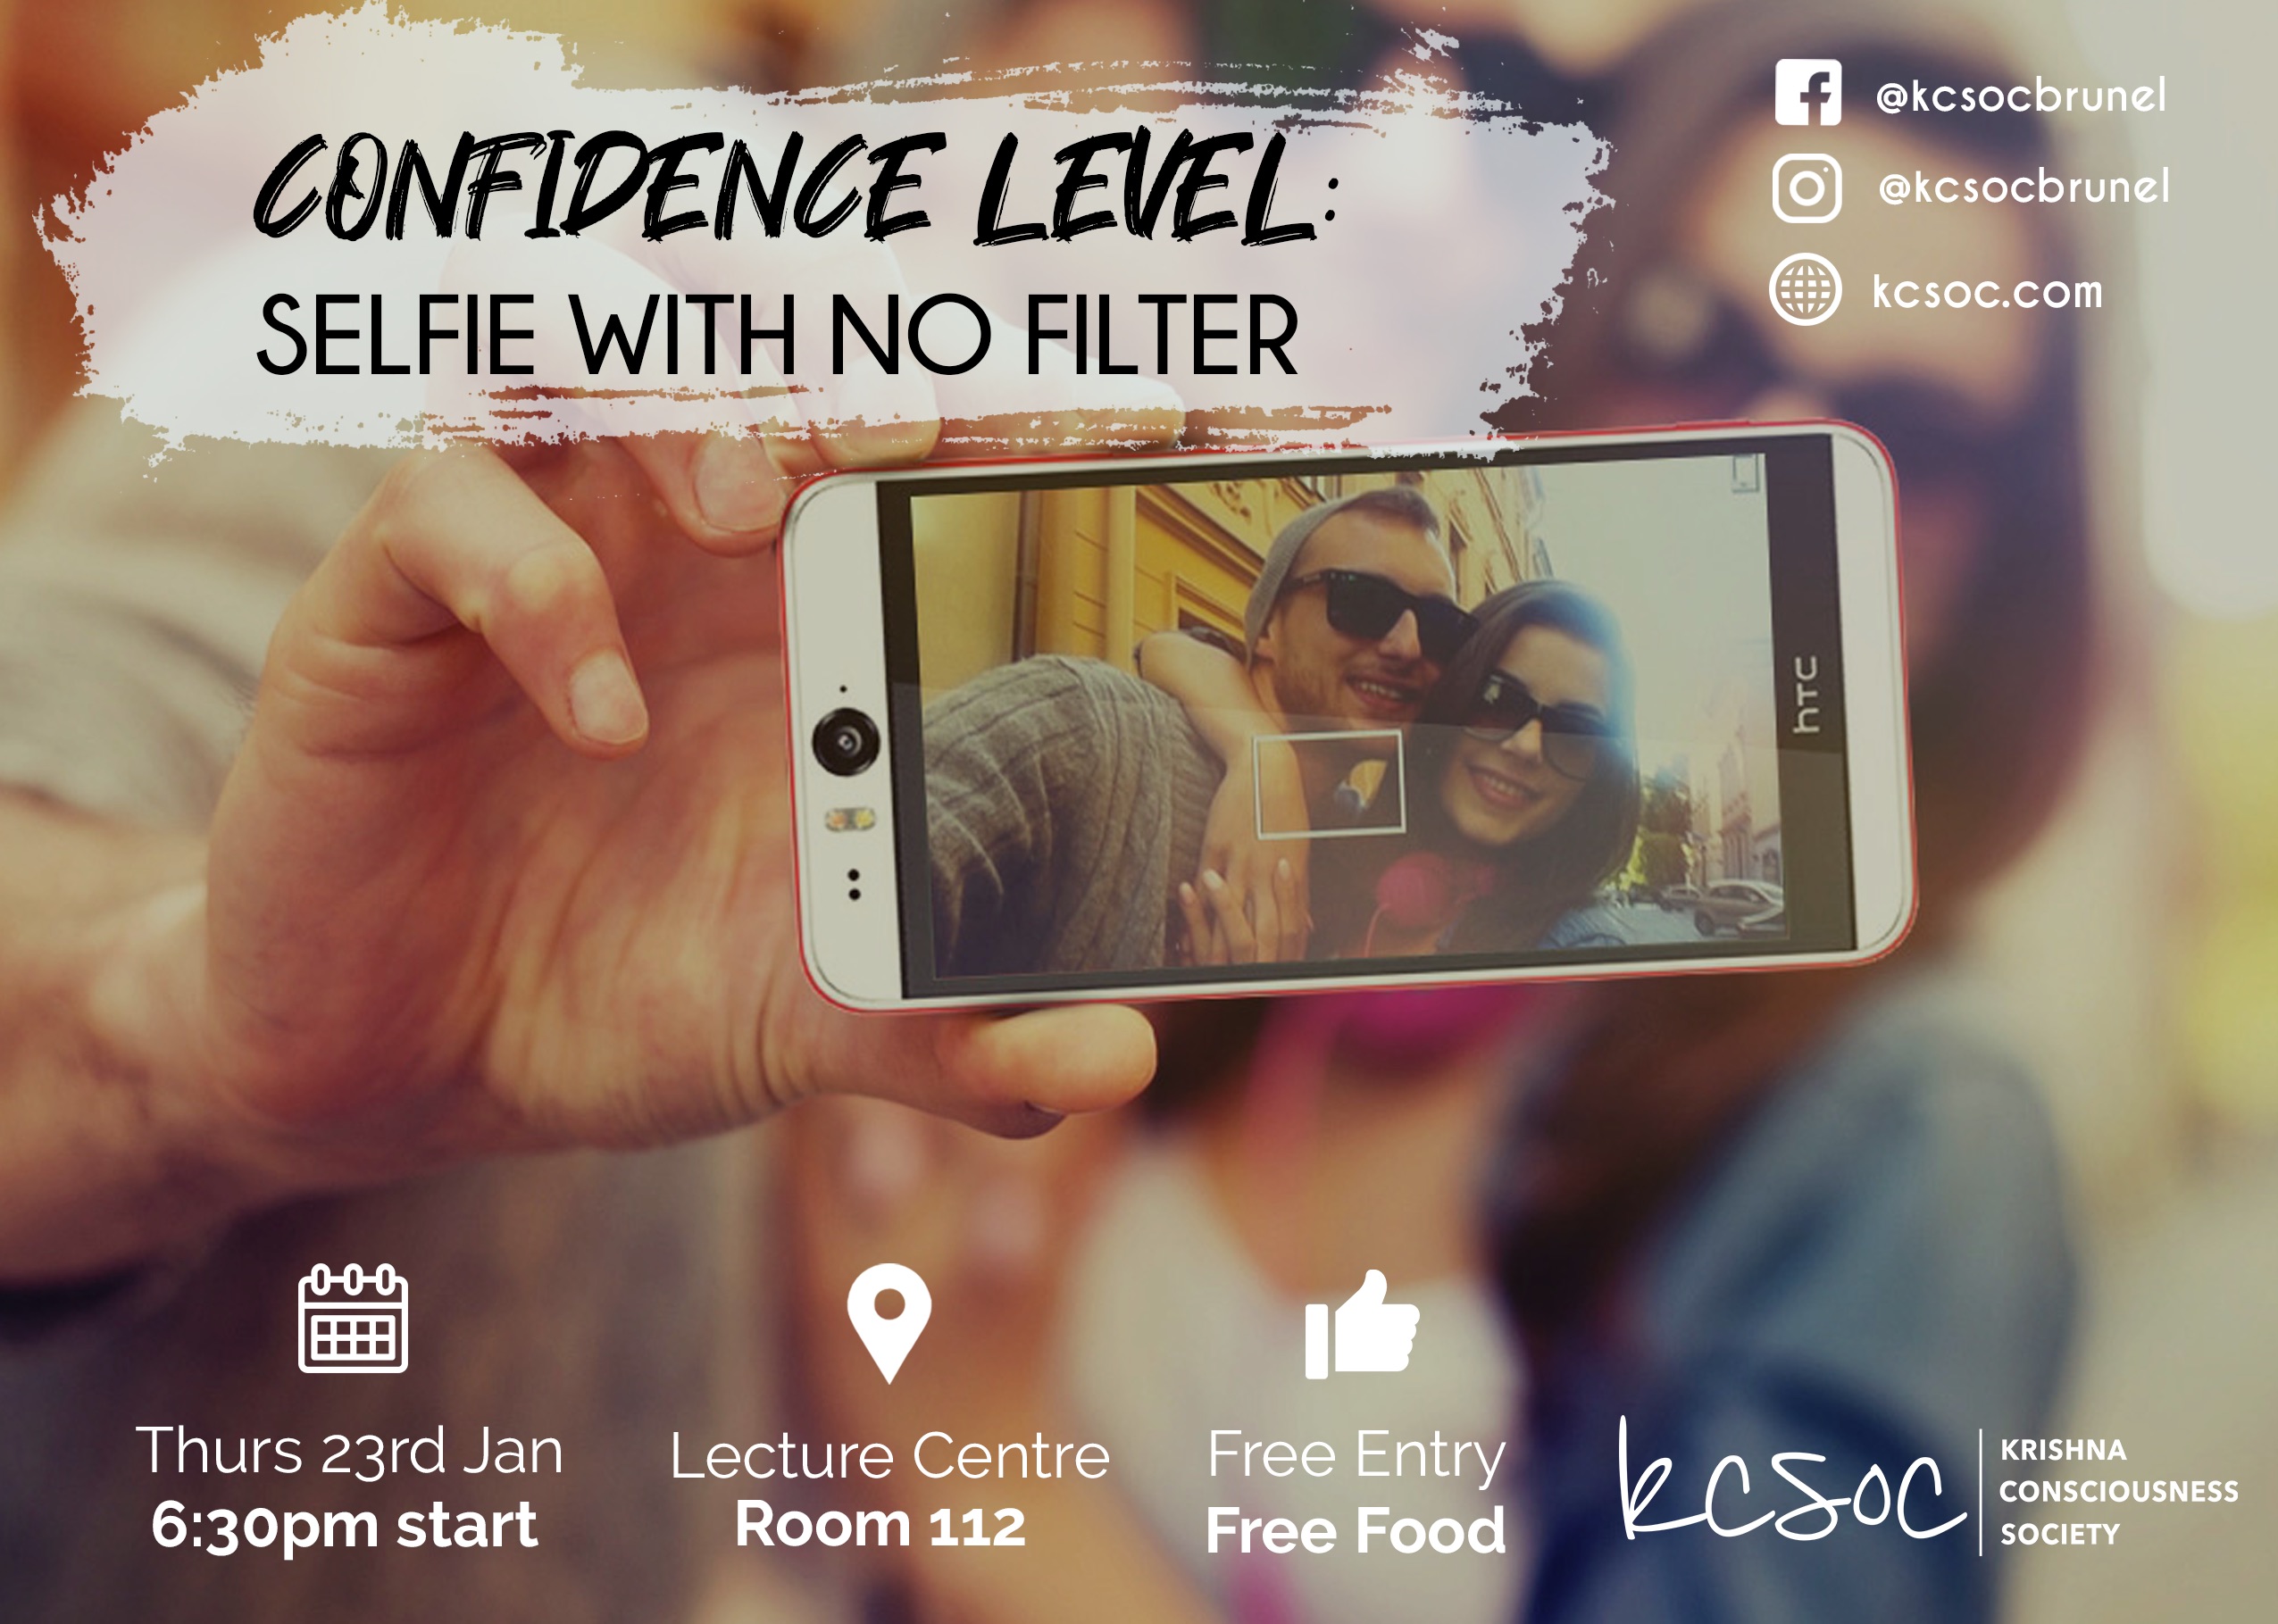 CONFIDENCE LEVEL:
SELFIE WITH NO FILTER
@kcsocbrunel
@kcsocbrunel
kcsoc.com
hTC
Thurs 23rd Jan
6:30pm start
Lecture Centre
Room 112
Free Entry
Free Food
kcsoc
KRISHNA
CONSCIOUSNESS
SOCIETY